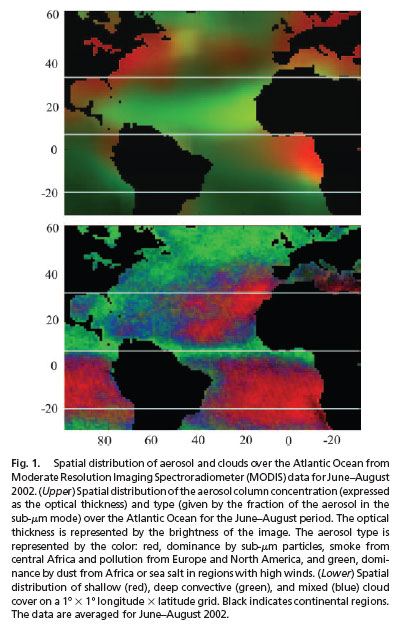 60
40
20
0
-20
60
40
20
0
-20
80 60 40 20 0 -20
Fig. 1. Spatial distribution of aerosol and clouds over the Atlantic Ocean from
Moderate Resolution Imaging Spectroradiometer (MODIS) data for June–August
2002. (Upper) Spatial distribution of the aerosol column concentration (expressed
as the optical thickness) and type (given by the fraction of the aerosol in the
sub-μm mode) over the Atlantic Ocean for the June–August period. The optical
thickness is represented by the brightness of the image. The aerosol type is
represented by the color: red, dominance by sub-μm particles, smoke from
central Africa and pollution from Europe and North America, and green, domi-
nance by dust from Africa or sea salt in regions with high winds. (Lower) Spatial
distribution of shallow (red), deep convective (green), and mixed (blue) cloud
cover on a 1° × 1° longitude × latitude grid. Black indicates continental regions.
The data are averaged for June–August 2002.